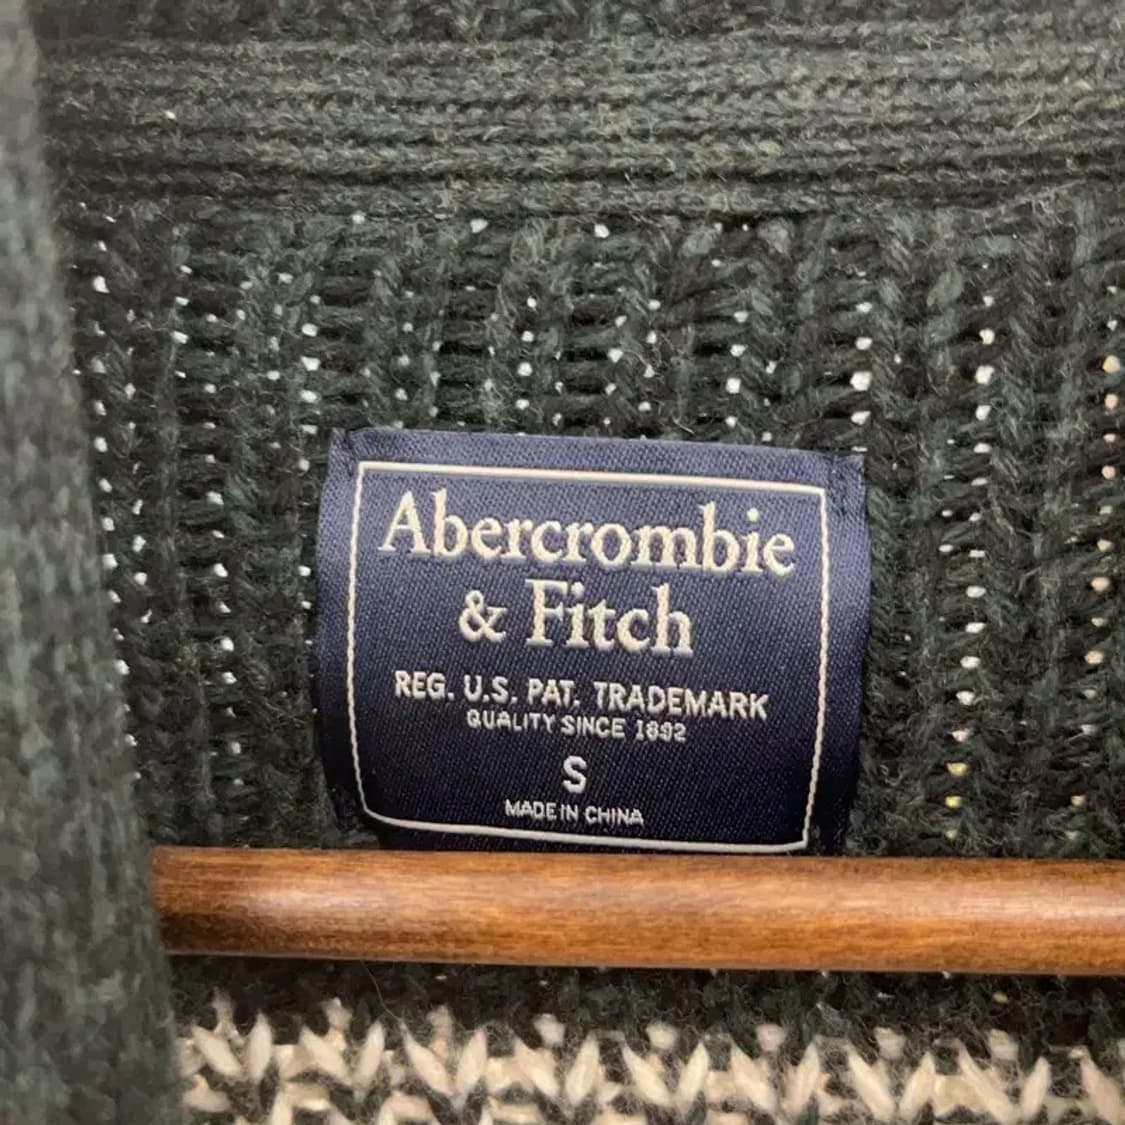 Abercrombie
& Fitch
REG. U.S. PAT. TRADEMARK
QUALITY SINCE 1892
S
MADE IN CHINA